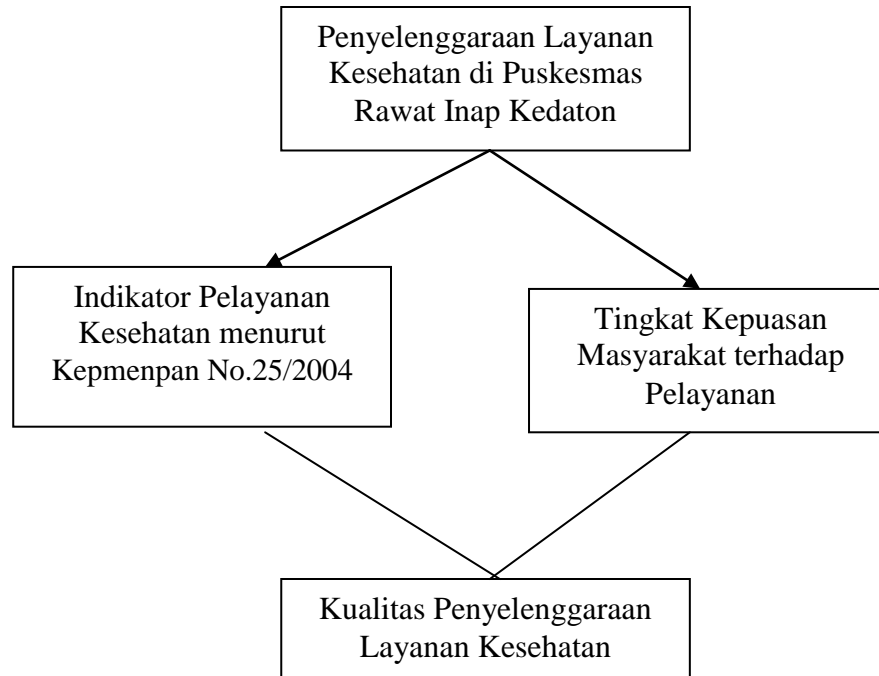 Penyelenggaraan Layanan
Kesehatan di Puskesmas
Rawat Inap Kedaton
Indikator Pelayanan
Kesehatan menurut
Kepmenpan No.25/2004
Tingkat Kepuasan
Masyarakat terhadap
Pelayanan
Kualitas Penyelenggaraan
Layanan Kesehatan